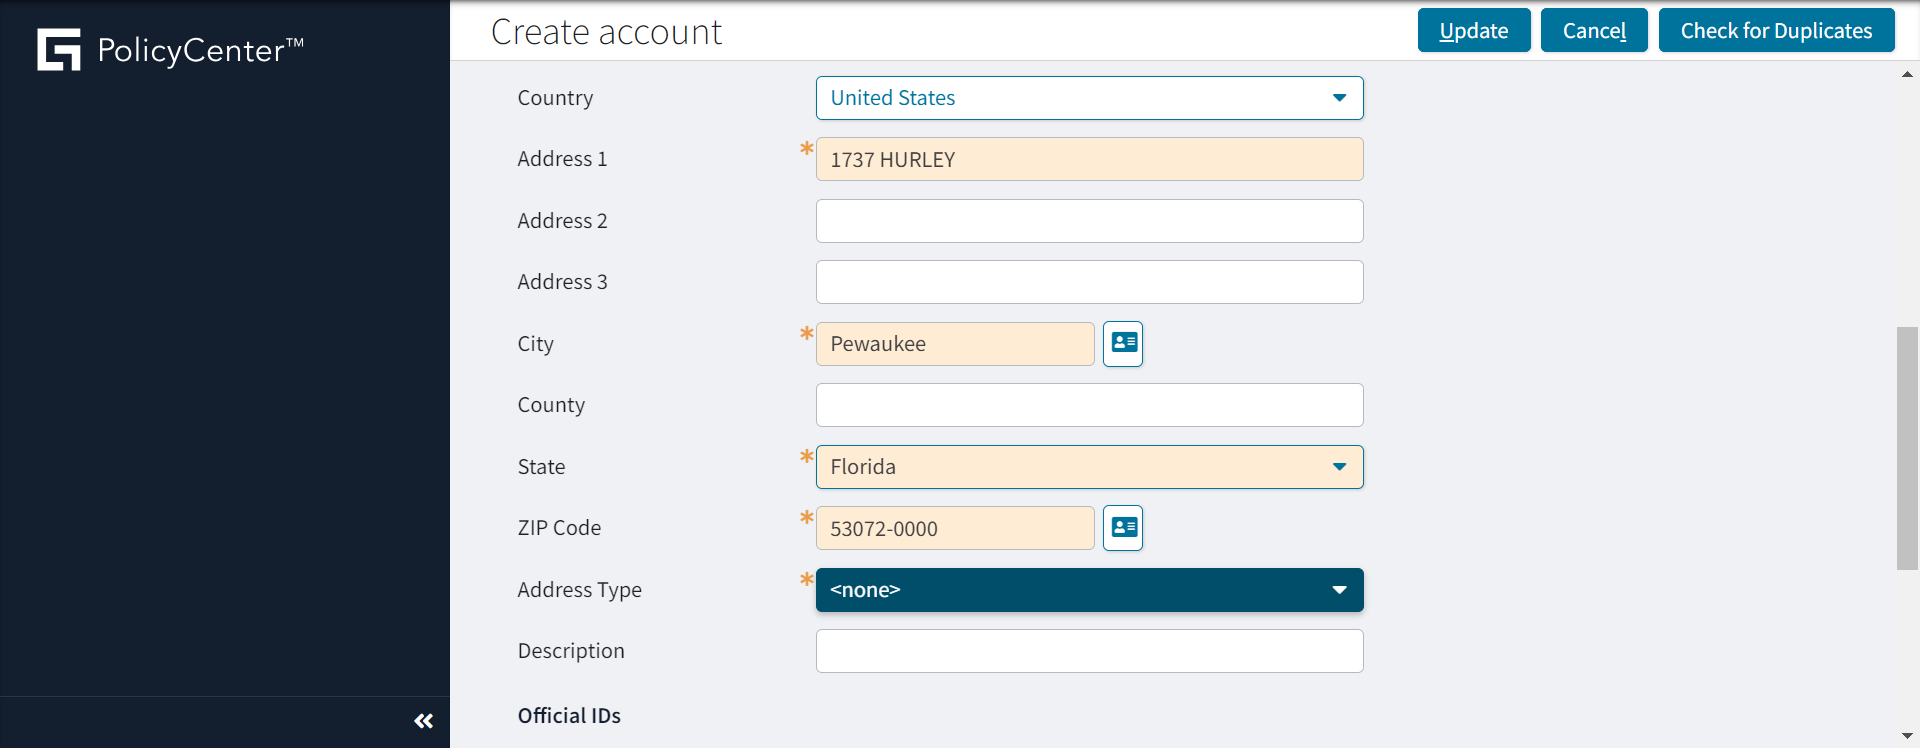 PolicyCenter™
Create account
Update
Cancel
Check for Duplicates
Country
United States
Address 1
* 1737 HURLEY
Address 2
Address 3
City
* Pewaukee
County
State
* Florida
ZIP Code
* 53072-0000
Address Type
* <none>
Description
Official IDs